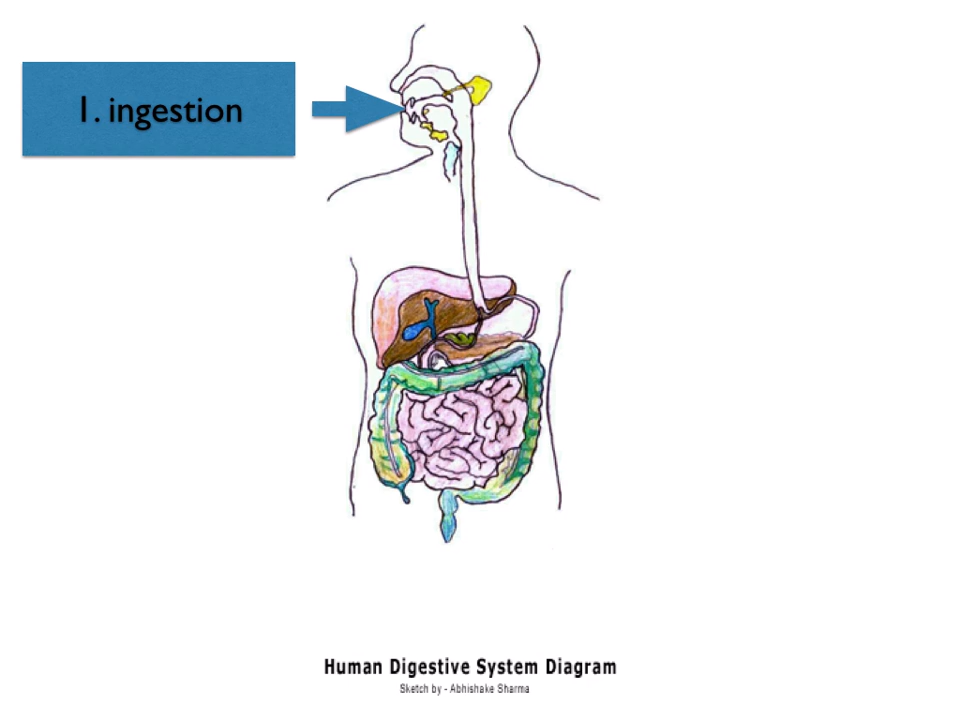 1. ingestion
Human Digestive System Diagram
Sketch by - Abhishake Sharma